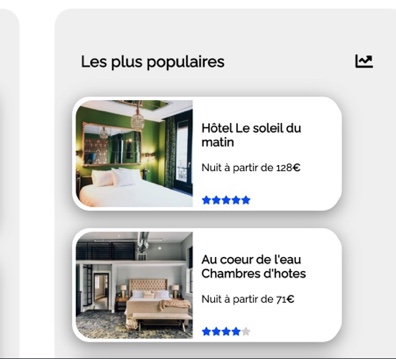 Les plus populaires
Hôtel Le soleil du
matin
Nuit à partir de 128€
Au coeur de l'eau
Chambres d'hotes
Nuit à partir de 71€